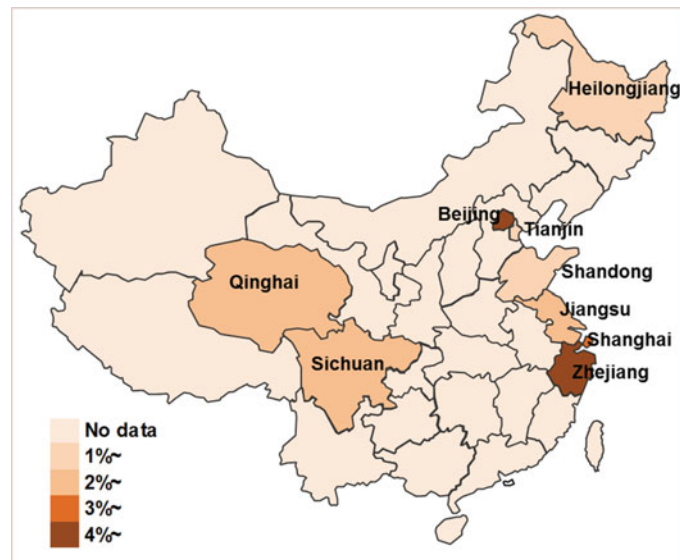 Heilongjiang
Beijing
Tianjin
Shandong
Qinghai
Jiangsu
Shanghai
Sichuan
Zhejiang
No data
1%~
2%~
3%~
4%~